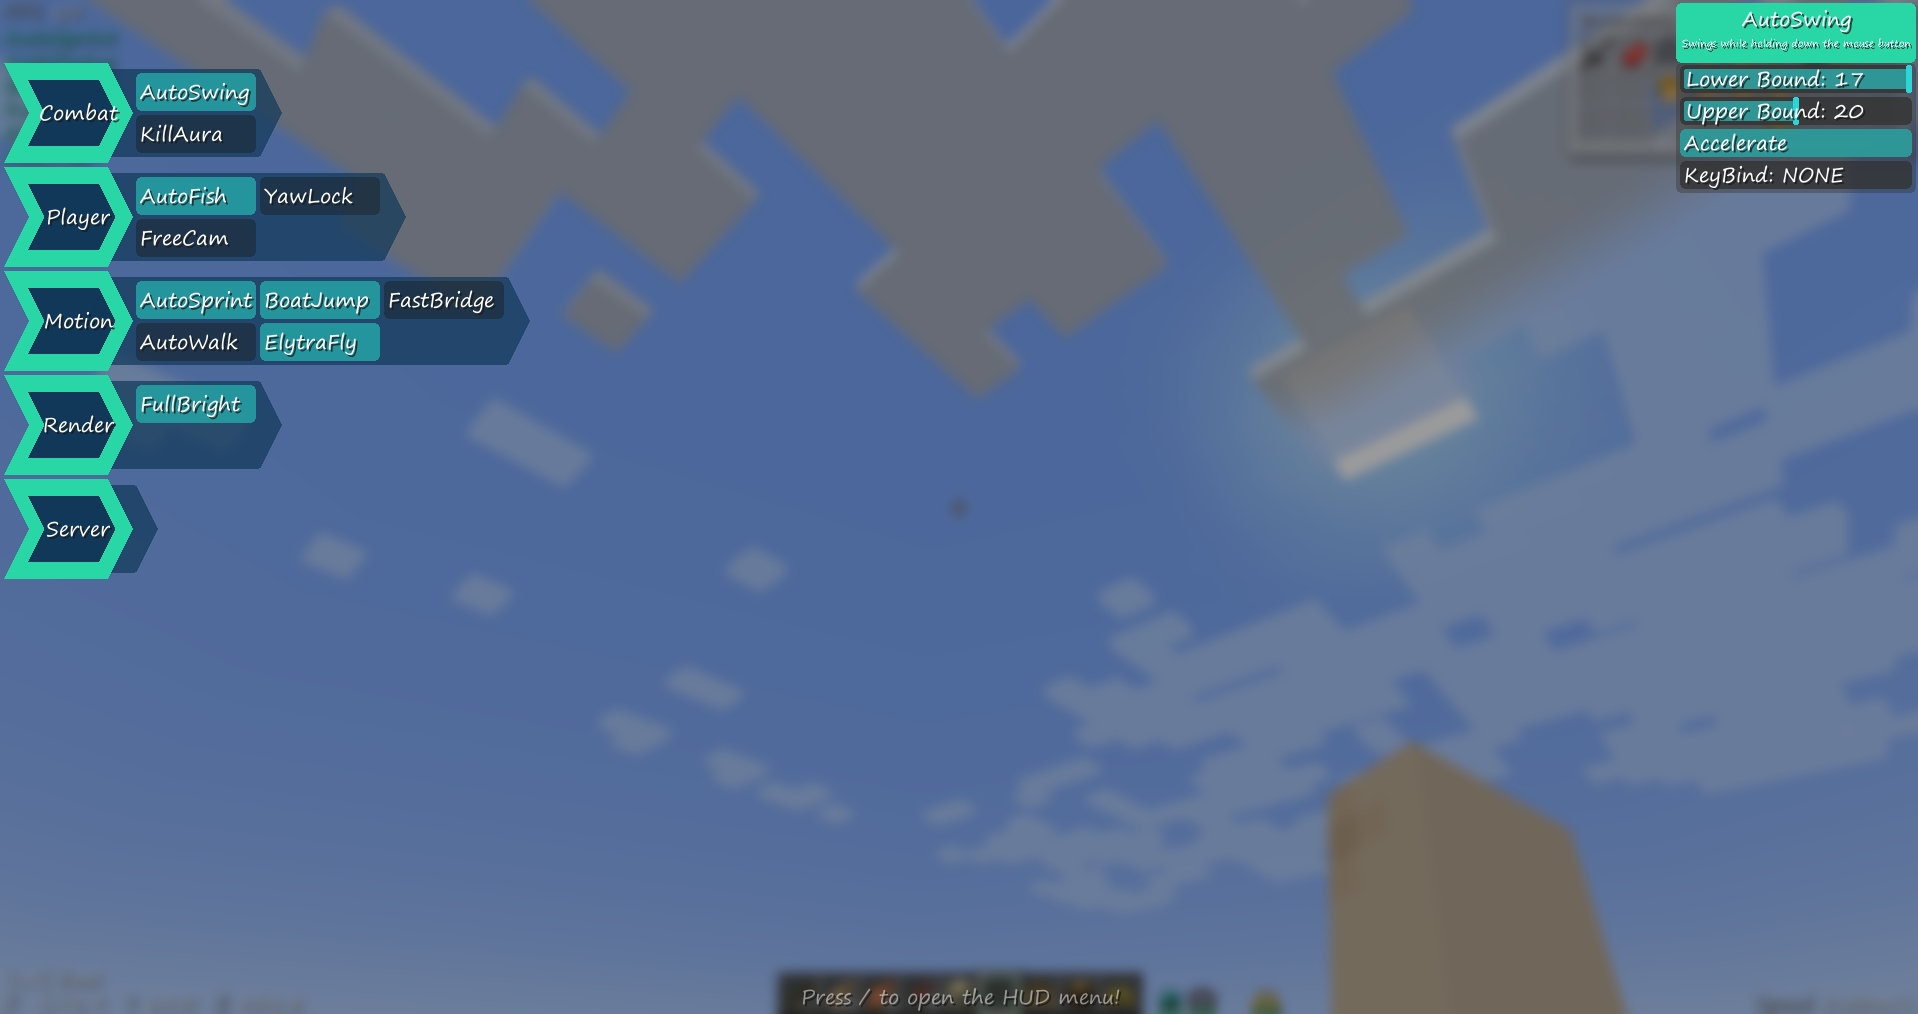 Combat
AutoSwing
KillAura
Player
AutoFish YawLock
FreeCam
Motion
AutoSprint BoatJump FastBridge
AutoWalk ElytraFly
Render
FullBright
Server
AutoSwing
Swings while holding down the mouse button
Lower Bound: 17
Upper Bound: 20
Accelerate
KeyBind: NONE
Press / to open the HUD menu!